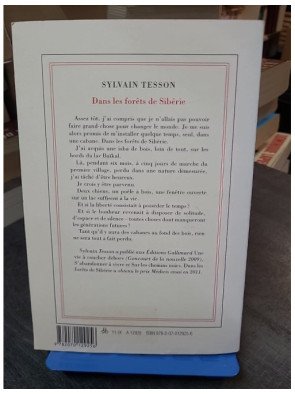 SYLVAIN TESSON
Dans les forêts de Sibérie
Assez tôt, j'ai compris que je n'allais pas pouvoir
faire grand-chose pour changer le monde. Je me suis
alors promis de m'installer quelque temps, seul, dans
une cabane. Dans les forêts de Sibérie.
J'ai acquis une isba de bois, loin de tout, sur les
bords du lac Baïkal.
Là, pendant six mois, à cinq jours de marche du
premier village, perdu dans une nature démesurée,
j'ai tâché d'être heureux.
Je crois y être parvenu.
Deux chiens, un poêle à bois, une fenêtre ouverte
sur un lac suffisent à la vie.
Et si la liberté consistait à posséder le temps ?
Et si le bonheur revenait à disposer de solitude,
d'espace et de silence – toutes choses dont manqueront
les générations futures ?
Tant qu'il y aura des cabanes au fond des bois, rien
ne sera tout à fait perdu.
Sylvain Tesson a publié aux Éditions Gallimard Une
vie à coucher dehors (Goncourt de la nouvelle 2009),
S'abandonner à vivre et Sur les chemins noirs. Dans les
forêts de Sibérie a obtenu le prix Médicis essai en 2011.